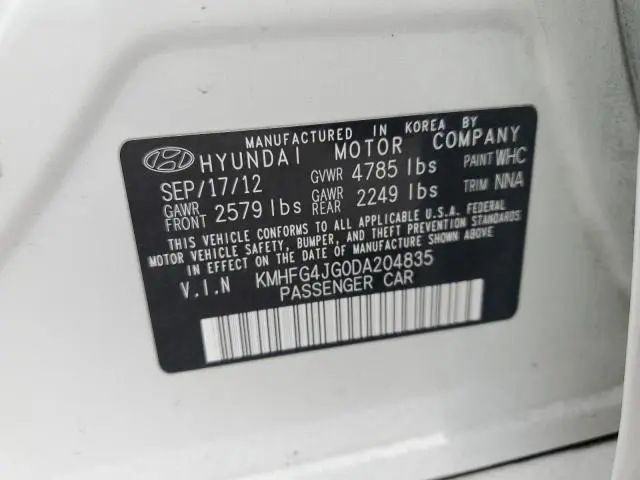 MANUFACTURED IN KOREA BY
HYUNDAI MOTOR COMPANY
SEP/17/12 GVWR 4785 lbs PAINT WHC
GAWR FRONT 2579 lbs GAWR REAR 2249 lbs TRIM NNA
THIS VEHICLE CONFORMS TO ALL APPLICABLE U.S.A. FEDERAL
MOTOR VEHICLE SAFETY, BUMPER, AND THEFT PREVENTION STANDARDS
IN EFFECT ON THE DATE OF MANUFACTURE SHOWN ABOVE.
V.I.N KMHFG4JG0DA204835
PASSENGER CAR